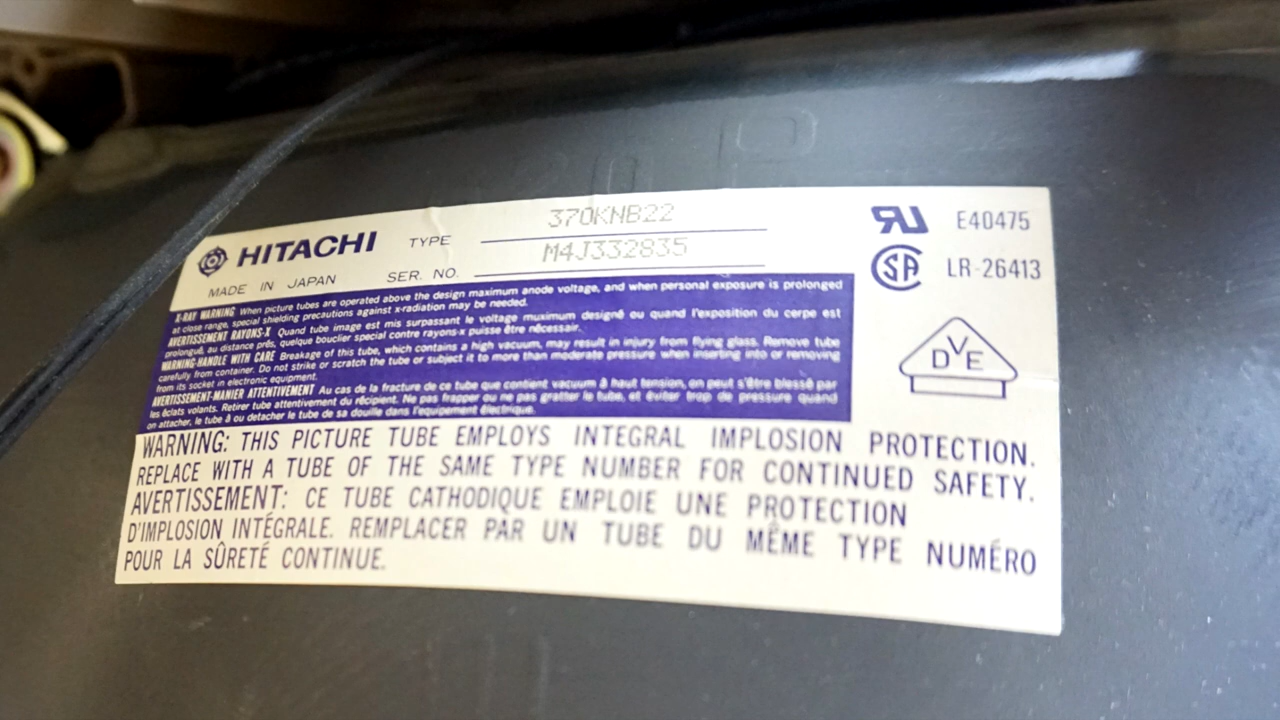 HITACHI TYPE 370KNB22
MADE IN JAPAN SER. NO. M4J332835
E40475
SA LR-26413
DVE
X-RAY WARNING When picture tubes are operated above the design maximum anode voltage, and when personal exposure is prolonged
at close range, special shielding precautions against x-radiation may be needed.
AVERTISSEMENT RAYONS-X Quand tube image est mis surpassant le voltage maximum designé ou quand l'exposition du cerpe est
prolongué, au distance prês, quelque bouclier special contre rayons-x puisse être nécessair.
WARNING-HANDLE WITH CARE Breakage of this tube, which contains a high vacuum, may result in injury from flying glass. Remove tube
carefully from container. Do not strike or scratch the tube or subject it to more than moderate pressure when inserting into or removing
from its socket in electronic equipment.
AVERTISSEMENT-MANIER ATTENTIVEMENT Au cas de la fracture de ce tube que contient vacuum à haut tension, on peut s'être blessé par
les éclats volants. Retirer tube attentivement du récipient. Ne pas frapper ou ne pas gratter le tube, et éviter trop de pressure quand
on attacher, le tube à ou detacher le tube de sa douille dans l'equipement électrique.
WARNING: THIS PICTURE TUBE EMPLOYS INTEGRAL IMPLOSION PROTECTION.
REPLACE WITH A TUBE OF THE SAME TYPE NUMBER FOR CONTINUED SAFETY.
AVERTISSEMENT: CE TUBE CATHODIQUE EMPLOIE UNE PROTECTION
D'IMPLOSION INTÉGRALE. REMPLACER PAR UN TUBE DU MÊME TYPE NUMÉRO
POUR LA SÛRETÉ CONTINUE.